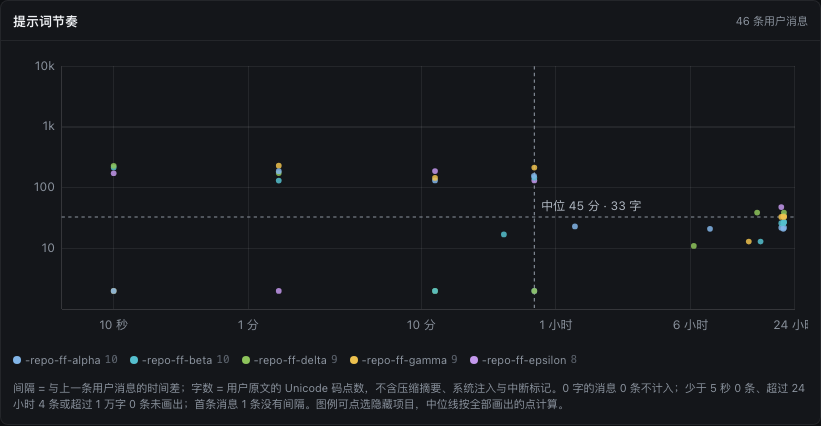 提示词节奏
46 条用户消息
10k
1k
100
10
中位 45 分 · 33 字
10 秒
1 分
10 分
1 小时
6 小时
24 小
-repo-ff-alpha 10
-repo-ff-beta 10
-repo-ff-delta 9
-repo-ff-gamma 9
-repo-ff-epsilon 8
间隔 = 与上一条用户消息的时间差；字数 = 用户原文的 Unicode 码点数，不含压缩摘要、系统注入与中断标记。0 字的消息 0 条不计入；少于 5 秒 0 条、超过 24
小时 4 条或超过 1 万字 0 条未画出；首条消息 1 条没有间隔。图例可点选隐藏项目，中位线按全部画出的点计算。